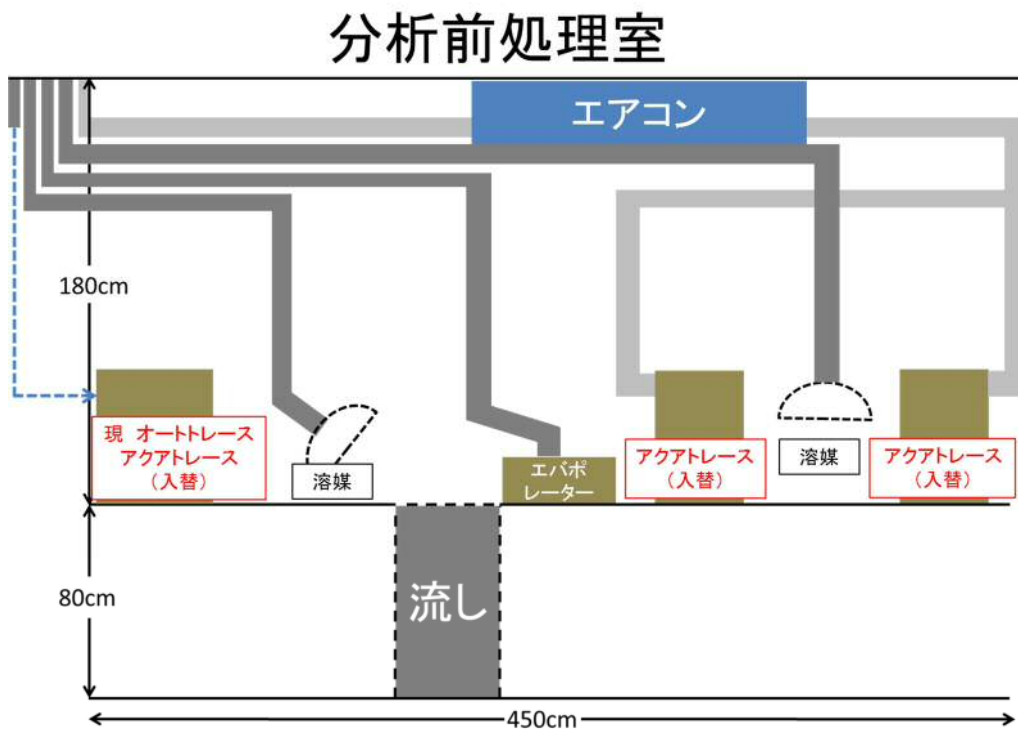 分析前処理室
エアコン
180cm
現 オートトレース
アクアトレース
(入替)
溶媒
エバポ
レーター
アクアトレース
(入替)
溶媒
アクアトレース
(入替)
流し
80cm
450cm